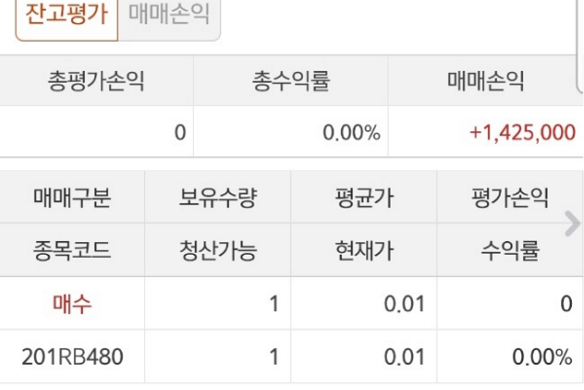 잔고평가 매매손익
총평가손익 총수익률 매매손익
0 0.00% +1,425,000
매매구분 보유수량 평균가 평가손익
종목코드 청산가능 현재가 수익률
매수 1 0.01 0
201RB480 1 0.01 0.00%